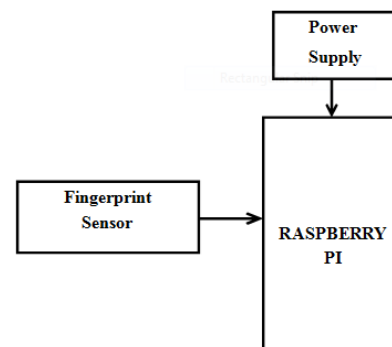 Power
Supply
Fingerprint
Sensor
RASPBERRY
PI